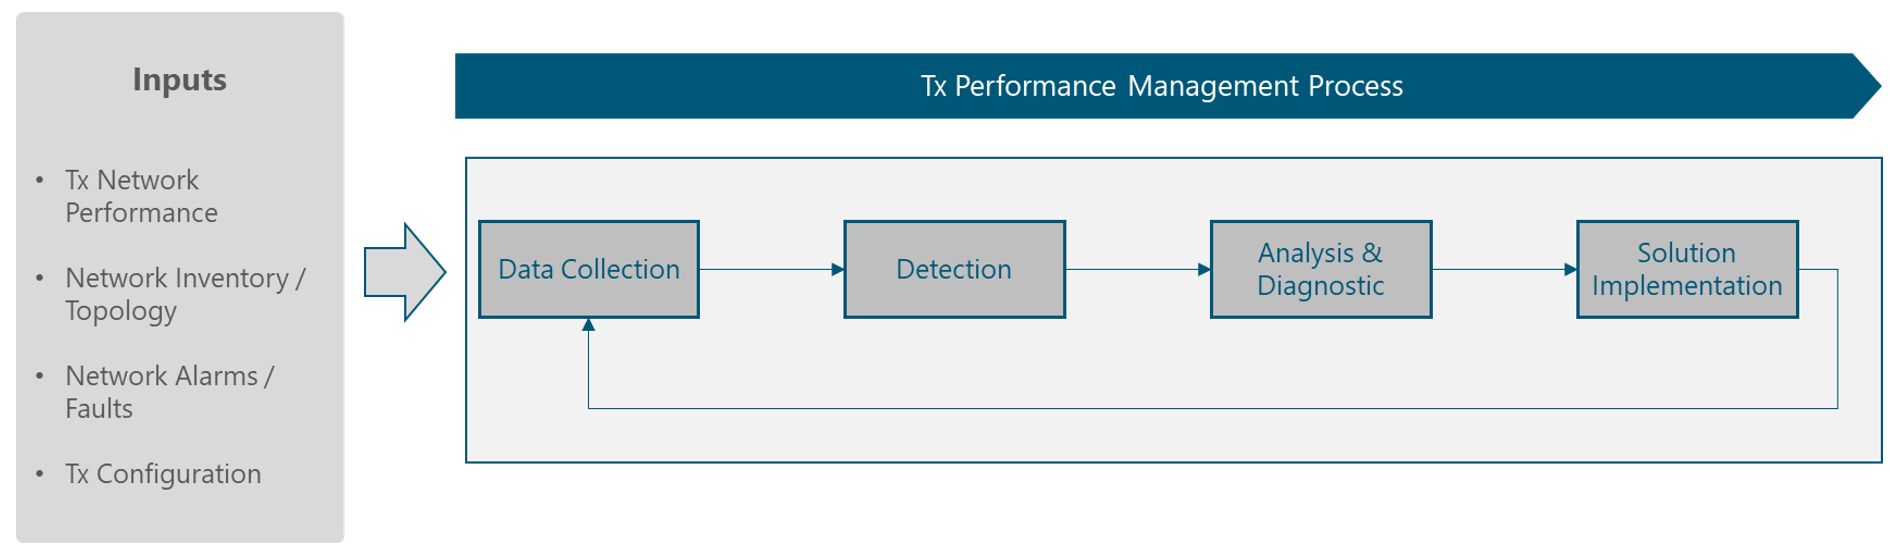 Inputs
• Tx Network
Performance
• Network Inventory /
Topology
• Network Alarms /
Faults
• Tx Configuration
Tx Performance Management Process
Data Collection
Detection
Analysis &
Diagnostic
Solution
Implementation